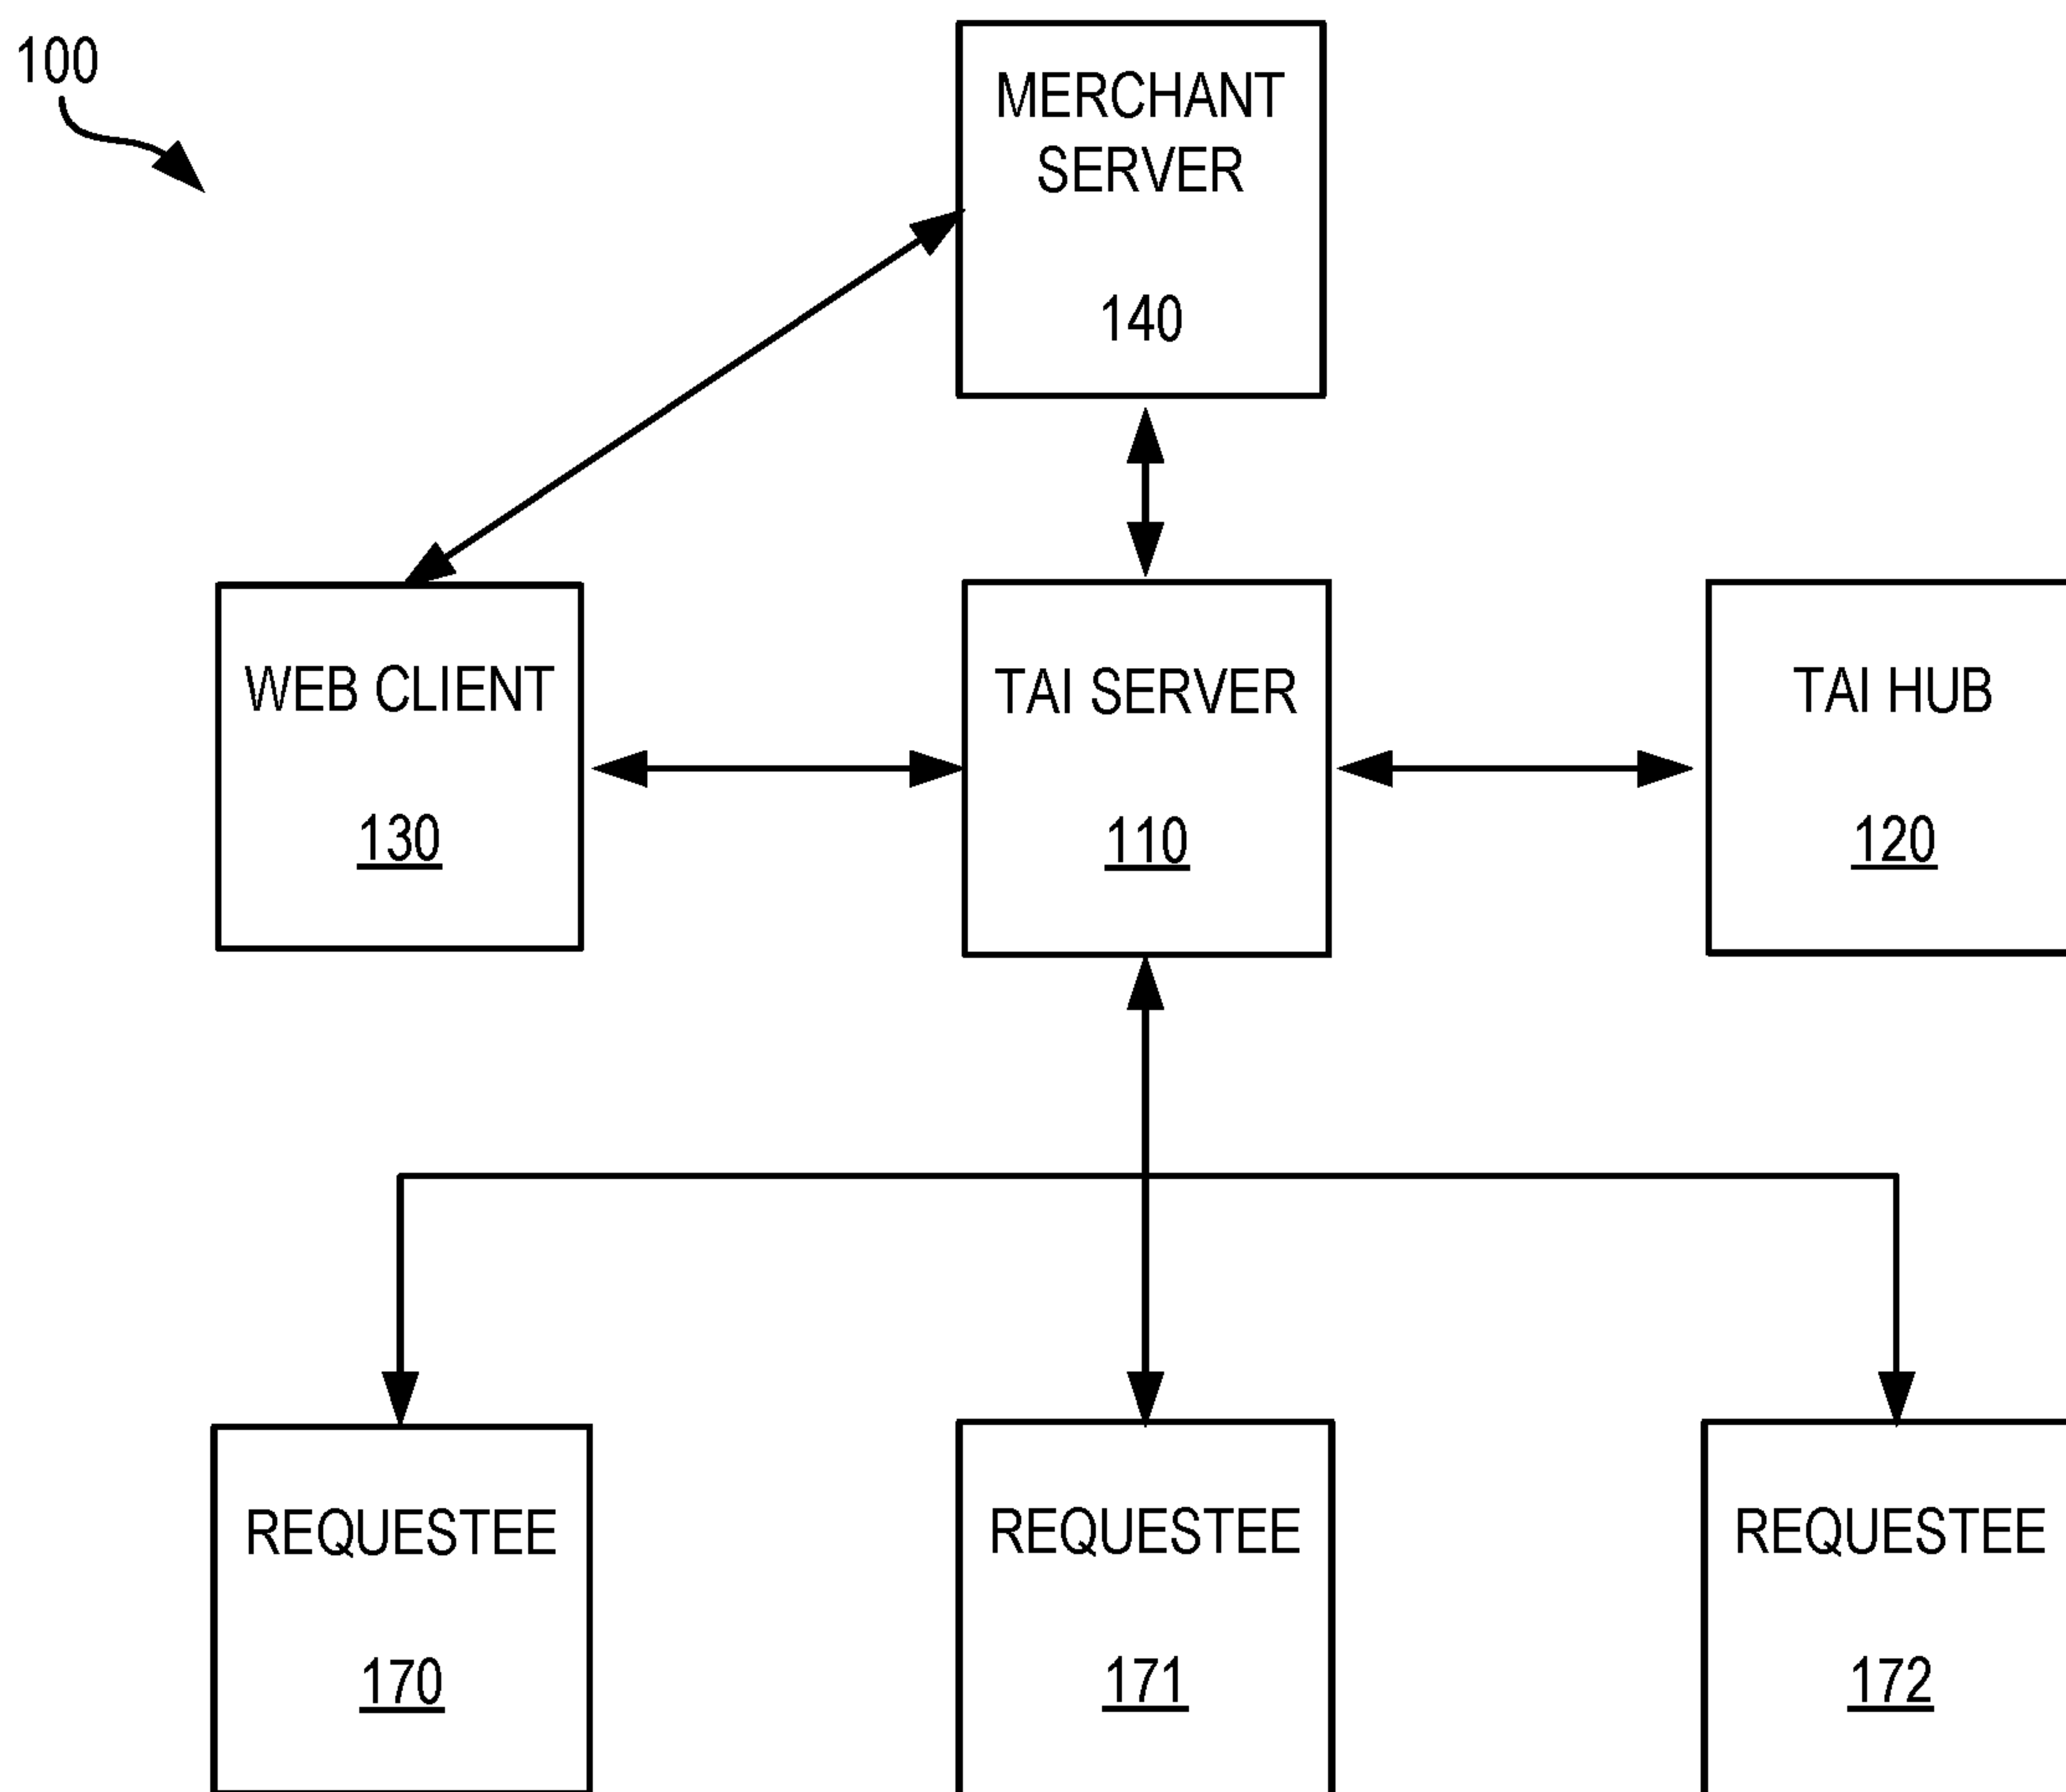 100
MERCHANT
SERVER
140
WEB CLIENT
130
TAI SERVER
110
TAI HUB
120
REQUESTEE
170
REQUESTEE
171
REQUESTEE
172